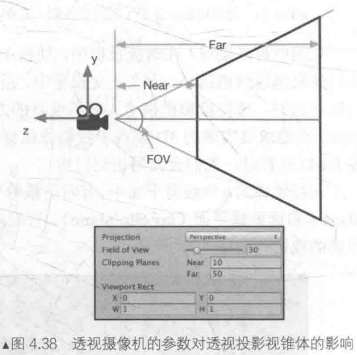 Far
y
Near
z
FOV
Projection Perspective
Field of View 30
Clipping Planes Near 10
Far 50
Viewport Rect
X 0 Y 0
W 1 H 1
▲图 4.38 透视摄像机的参数对透视投影视锥体的影响